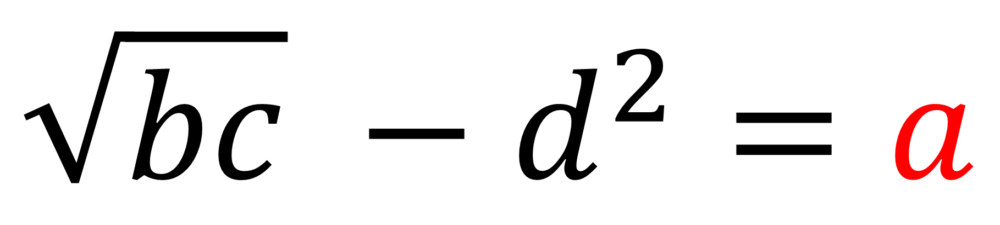 √bc − d² = a